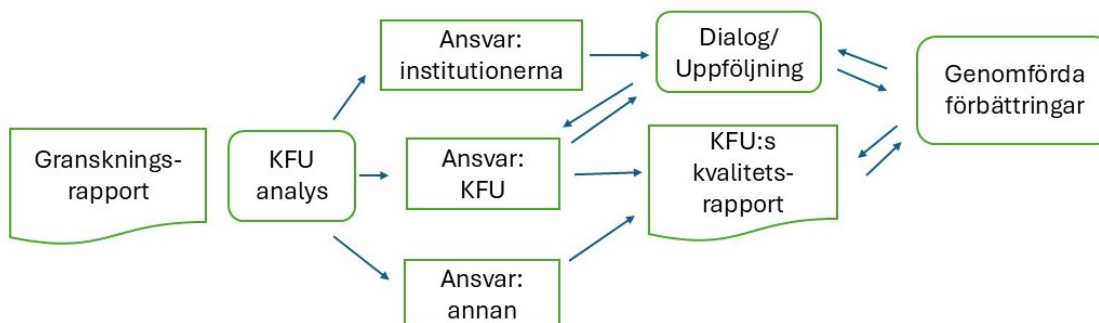 Gransknings-
rapport
KFU
analys
Ansvar:
institutionerna
Ansvar:
KFU
Ansvar:
annan
Dialog/
Uppföljning
KFU:s
kvalitets-
rapport
Genomförda
förbättringar